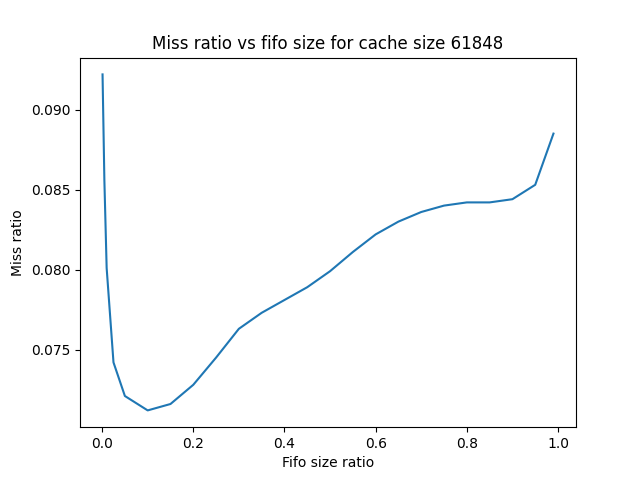 Miss ratio vs fifo size for cache size 61848
0.090
0.085
0.080
0.075
Miss ratio
0.0 0.2 0.4 0.6 0.8 1.0
Fifo size ratio